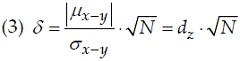 (3) δ = |μx−y| / σx−y · √N = dz · √N